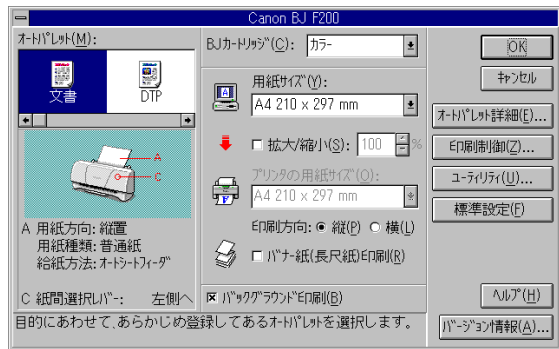 Canon BJ F200
ｵｰﾄﾊﾟﾚｯﾄ(M):
文書
DTP
A
C
A 用紙方向: 縦置
用紙種類: 普通紙
給紙方法: ｵｰﾄｼｰﾄﾌｨｰﾀﾞ
C 紙間選択ﾚﾊﾞｰ: 左側へ
BJｶｰﾄﾘｯｼﾞ(C): ｶﾗｰ
用紙ｻｲｽﾞ(Y):
A4 210 x 297 mm
拡大/縮小(S): 100 %
ﾌﾟﾘﾝﾀの用紙ｻｲｽﾞ(O):
A4 210 x 297 mm
印刷方向: 縦(P) 横(L)
ﾊﾞﾅｰ紙(長尺紙)印刷(R)
ﾊﾞｯｸｸﾞﾗｳﾝﾄﾞ印刷(B)
OK
ｷｬﾝｾﾙ
ｵｰﾄﾊﾟﾚｯﾄ詳細(E)...
印刷制御(Z)...
ﾕｰﾃｨﾘﾃｨ(U)...
標準設定(F)
ﾍﾙﾌﾟ(H)
ﾊﾞｰｼﾞｮﾝ情報(A)...
目的にあわせて､あらかじめ登録してあるｵｰﾄﾊﾟﾚｯﾄを選択します｡